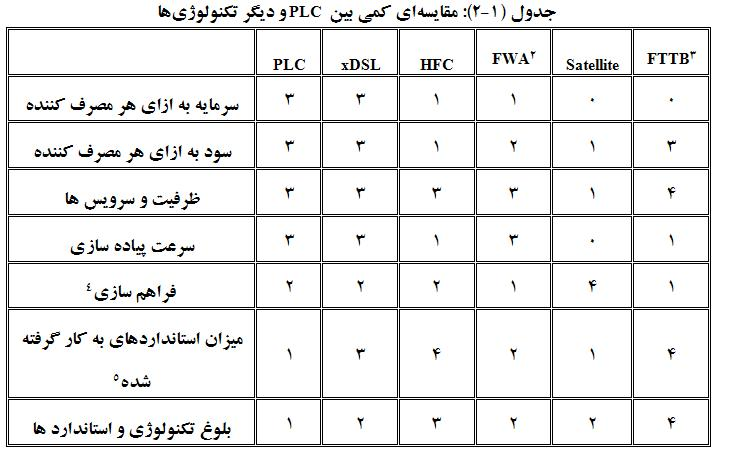 جدول (۱-۲): مقایسه‌ای کمی بین PLC و دیگر تکنولوژی‌ها
PLC xDSL HFC FWA۲ Satellite FTTB۳
سرمایه به ازای هر مصرف کننده ۳ ۳ ۱ ۱ ۰ ۰
سود به ازای هر مصرف کننده ۳ ۳ ۱ ۲ ۱ ۳
ظرفیت و سرویس ها ۳ ۳ ۳ ۳ ۱ ۴
سرعت پیاده سازی ۳ ۳ ۱ ۳ ۰ ۱
فراهم سازی۴ ۲ ۲ ۲ ۱ ۴ ۱
میزان استانداردهای به کار گرفته
شده۵ ۱ ۳ ۴ ۲ ۱ ۴
بلوغ تکنولوژی و استاندارد ها ۱ ۲ ۳ ۲ ۲ ۴